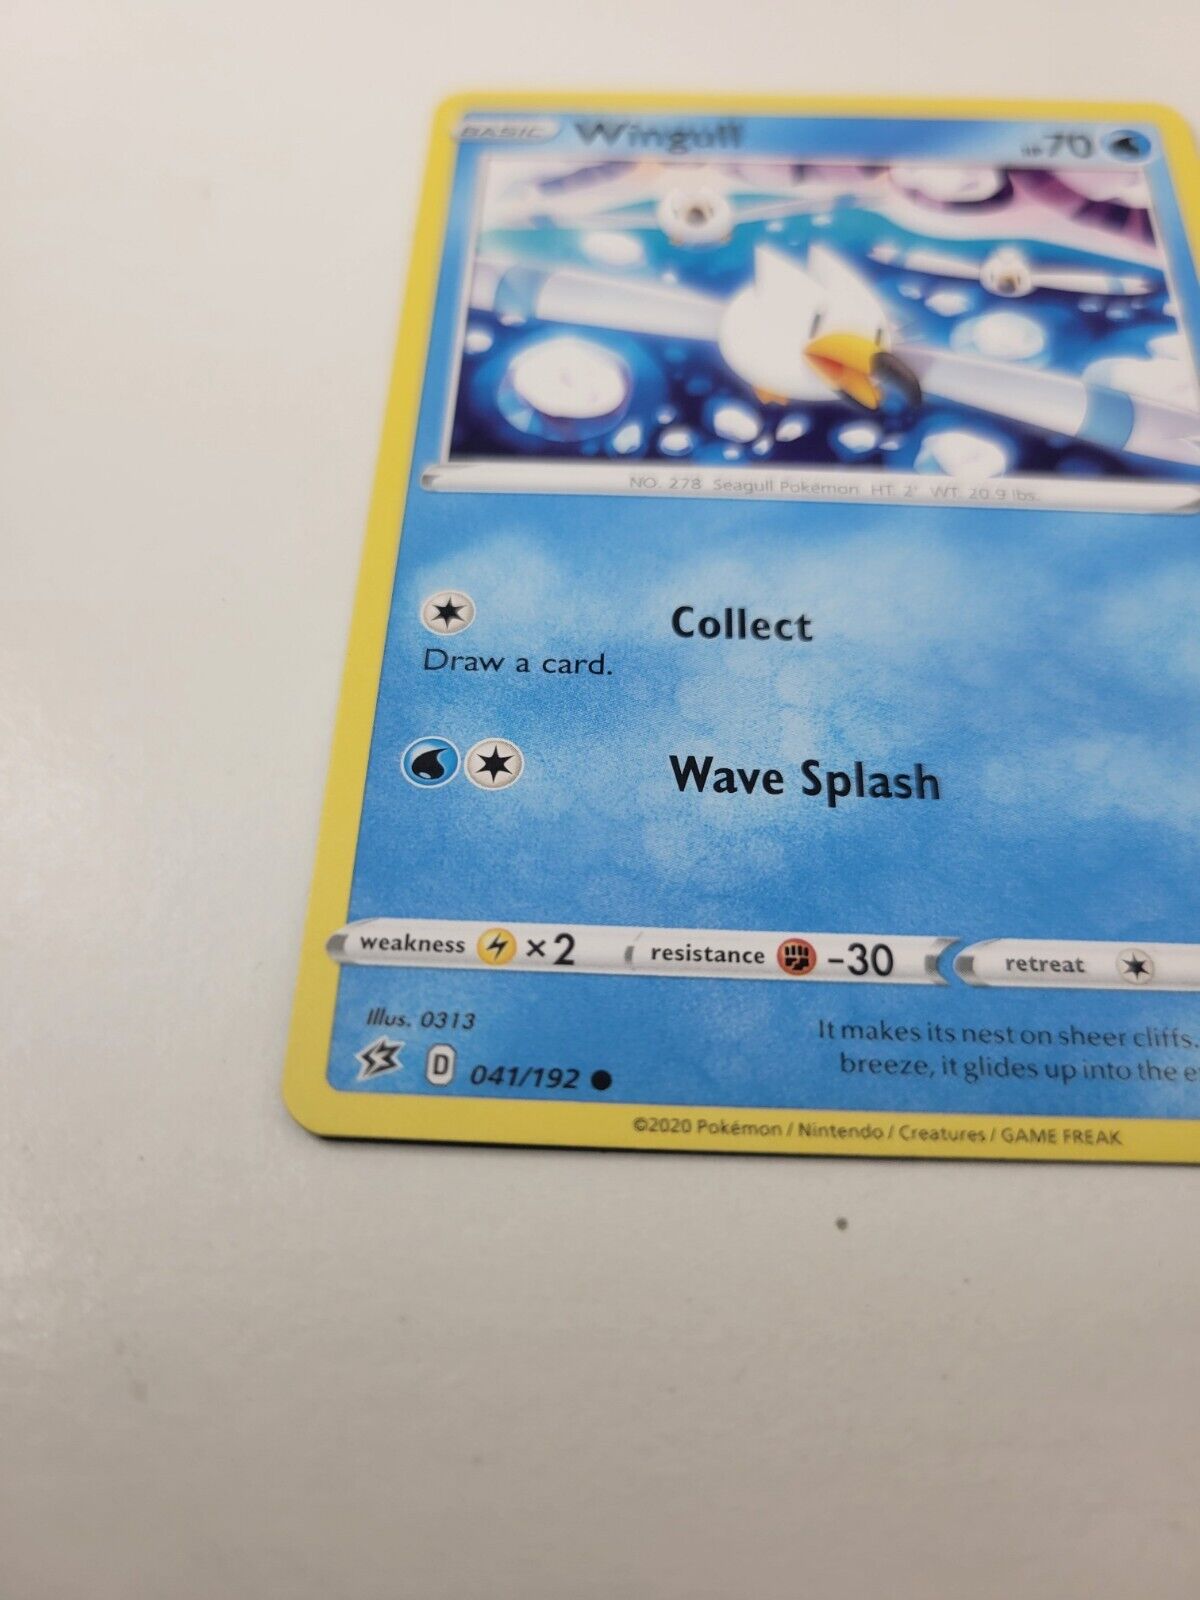 BASIC Wingull HP 70
NO. 278 Seagull Pokémon HT. 2' WT. 20.9 lbs.
Collect
Draw a card.
Wave Splash
weakness ×2 resistance -30 retreat
Illus. 0313
D 041/192
It makes its nest on sheer cliffs.
breeze, it glides up into the
©2020 Pokémon / Nintendo / Creatures / GAME FREAK